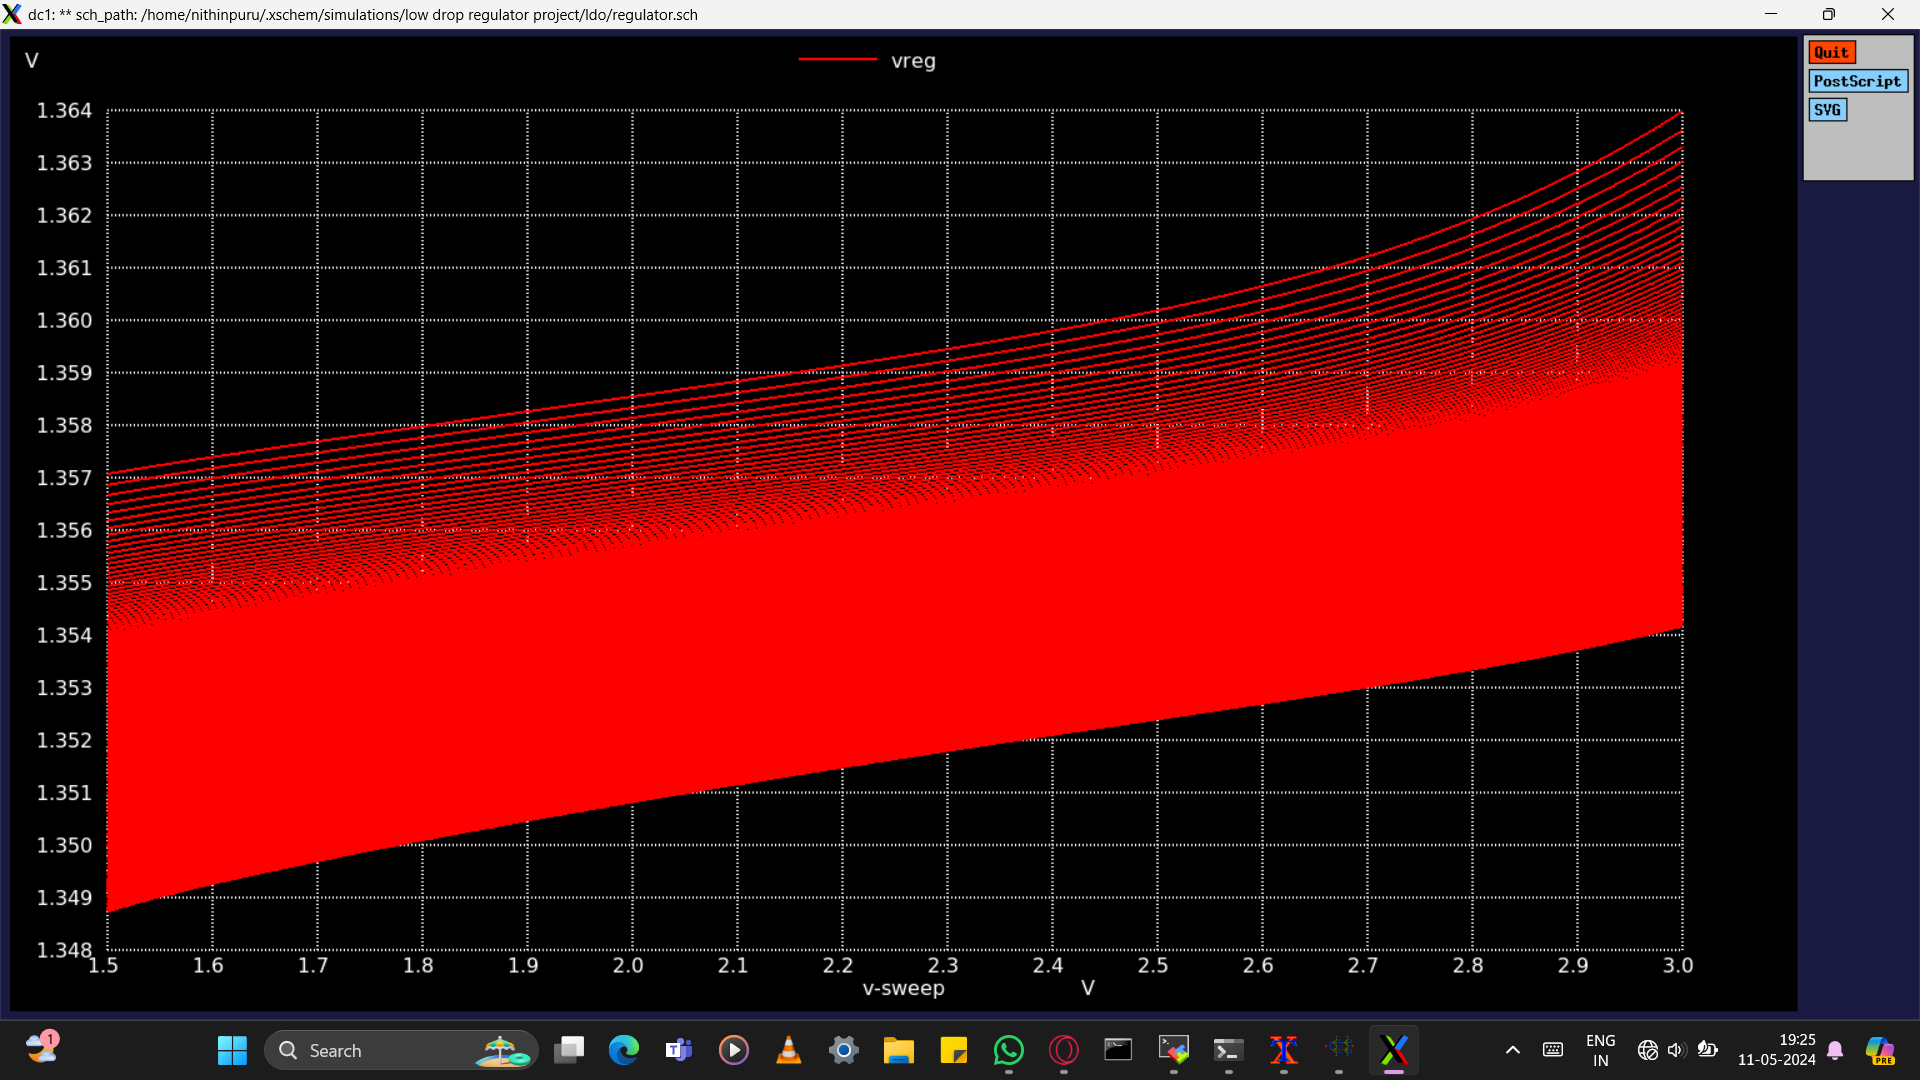 dc1: ** sch_path: /home/nithinpuru/.xschem/simulations/low drop regulator project/ldo/regulator.sch
V
vreg
Quit
PostScript
SVG
1.364
1.363
1.362
1.361
1.360
1.359
1.358
1.357
1.356
1.355
1.354
1.353
1.352
1.351
1.350
1.349
1.348
1.5 1.6 1.7 1.8 1.9 2.0 2.1 2.2 2.3 2.4 2.5 2.6 2.7 2.8 2.9 3.0
v-sweep V
1
Search
ENG
IN
19:25
11-05-2024
PRE